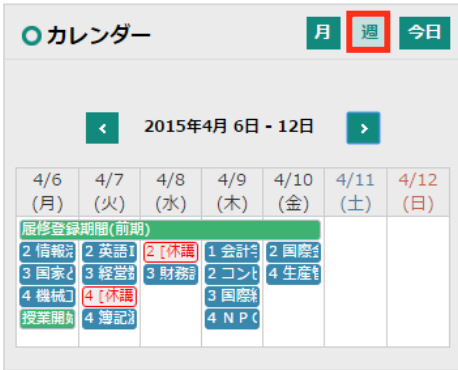 カレンダー
月 週 今日
2015年4月 6日 - 12日
4/6 4/7 4/8 4/9 4/10 4/11 4/12
(月) (火) (水) (木) (金) (土) (日)
履修登録期間(前期)
2 情報 2 英語I 2 [休講 1 会計 2 国際
3 国家と 3 経営 3 財務 2 コン 4 生産
4 機械 4 [休講 3 国際
授業開始 4 簿記 4 NPO